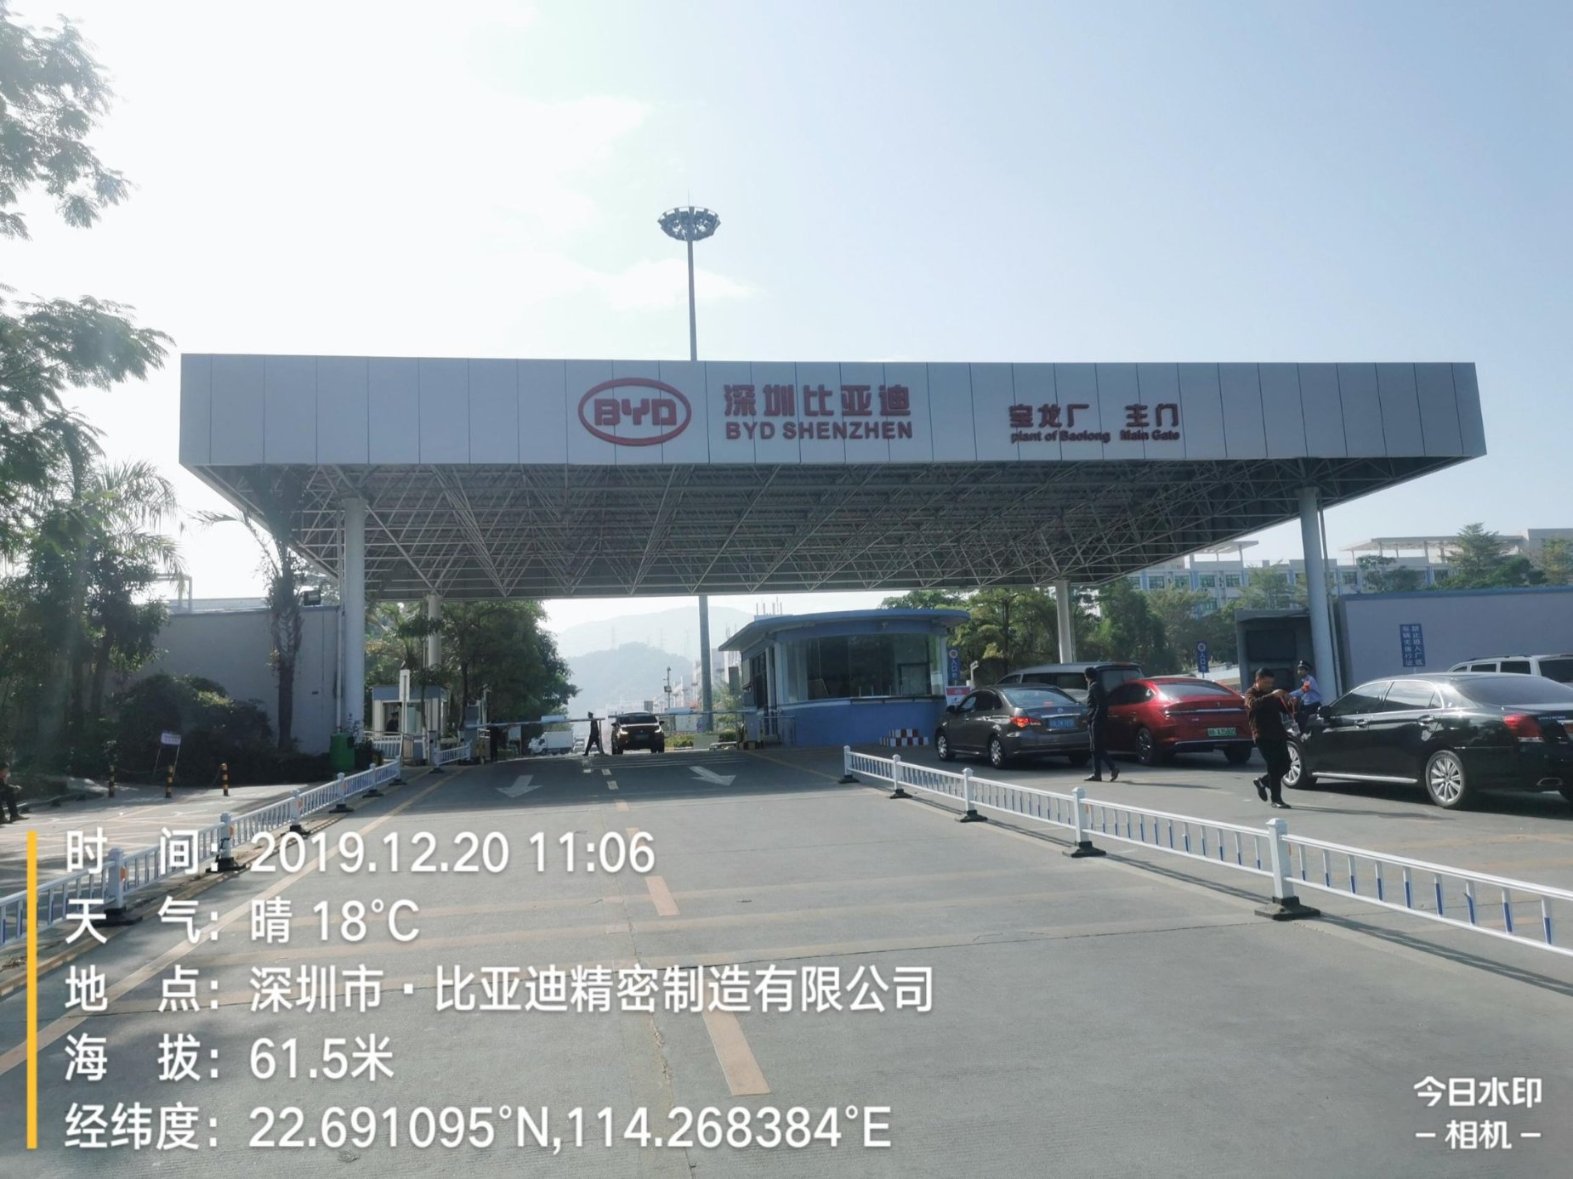 BYD
深圳比亚迪
BYD SHENZHEN
宝龙厂 主门
plant of Baolong Main Gate
时 间：2019.12.20 11:06
天 气：晴 18°C
地 点：深圳市·比亚迪精密制造有限公司
海 拔：61.5米
经纬度：22.691095°N,114.268384°E
今日水印
-相机-